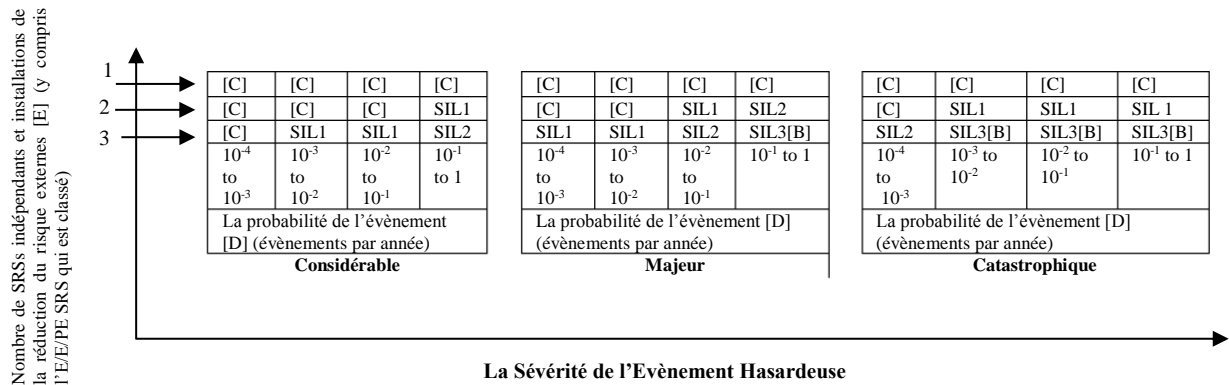 Nombre de SRSs indépendants et installations de
la réduction du risque externes [E] (y compris
l'E/E/PE SRS qui est classé)
1
2
3
[C] [C] [C] [C]
[C] [C] [C] SIL1
[C] SIL1 SIL1 SIL2
10-4 to 10-3 10-3 to 10-2 10-2 to 10-1 10-1 to 1
La probabilité de l'évènement
[D] (évènements par année)
Considérable
[C] [C] [C] [C]
[C] [C] SIL1 SIL2
SIL1 SIL1 SIL2 SIL3[B]
10-4 to 10-3 10-3 to 10-2 10-2 to 10-1 10-1 to 1
La probabilité de l'évènement [D]
(évènements par année)
Majeur
[C] [C] [C] [C]
[C] SIL1 SIL1 SIL 1
SIL2 SIL3[B] SIL3[B] SIL3[B]
10-4 to 10-3 10-3 to 10-2 10-2 to 10-1 10-1 to 1
La probabilité de l'évènement [D]
(évènements par année)
Catastrophique
La Sévérité de l'Evènement Hasardeuse